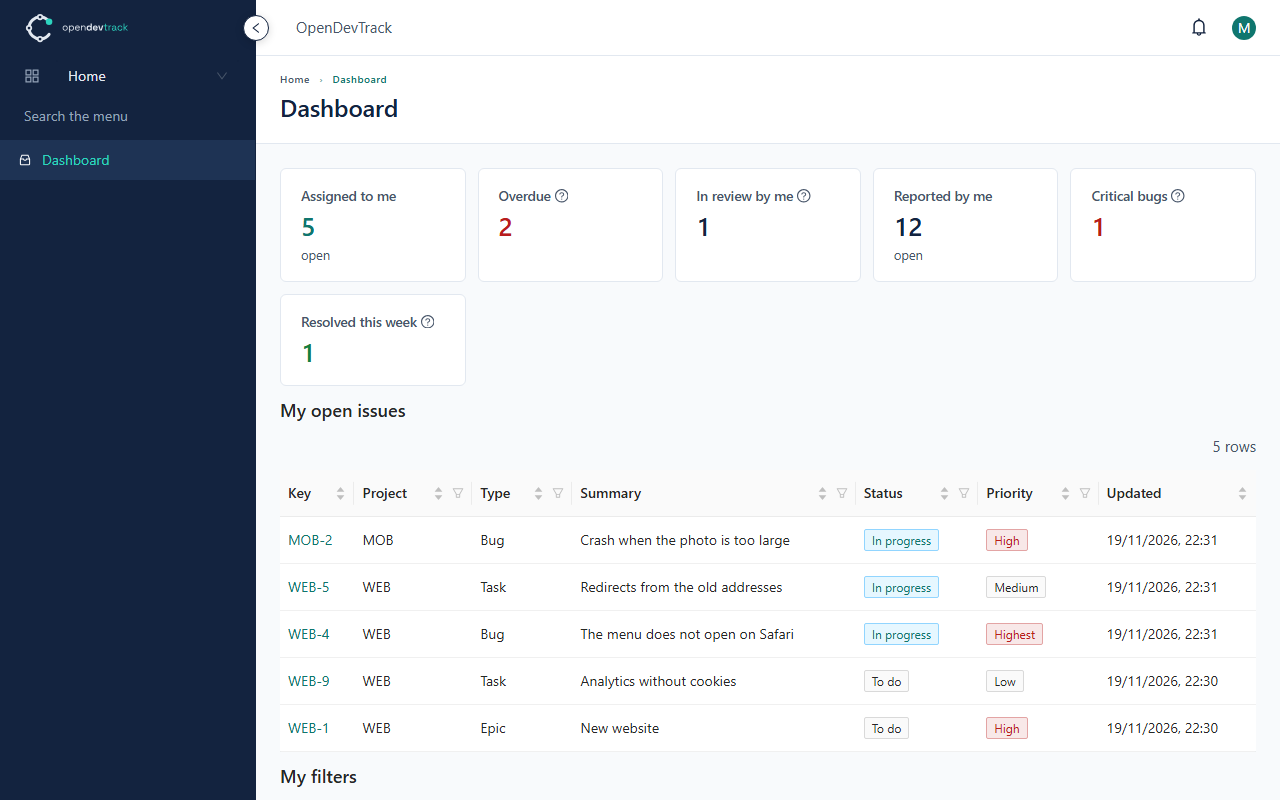 opendevtrack
OpenDevTrack
M
Home
Search the menu
Dashboard
Home › Dashboard
Dashboard
Assigned to me
5
open
Overdue
2
In review by me
1
Reported by me
12
open
Critical bugs
1
Resolved this week
1
My open issues
5 rows
Key Project Type Summary Status Priority Updated
MOB-2 MOB Bug Crash when the photo is too large In progress High 19/11/2026, 22:31
WEB-5 WEB Task Redirects from the old addresses In progress Medium 19/11/2026, 22:31
WEB-4 WEB Bug The menu does not open on Safari In progress Highest 19/11/2026, 22:31
WEB-9 WEB Task Analytics without cookies To do Low 19/11/2026, 22:30
WEB-1 WEB Epic New website To do High 19/11/2026, 22:30
My filters